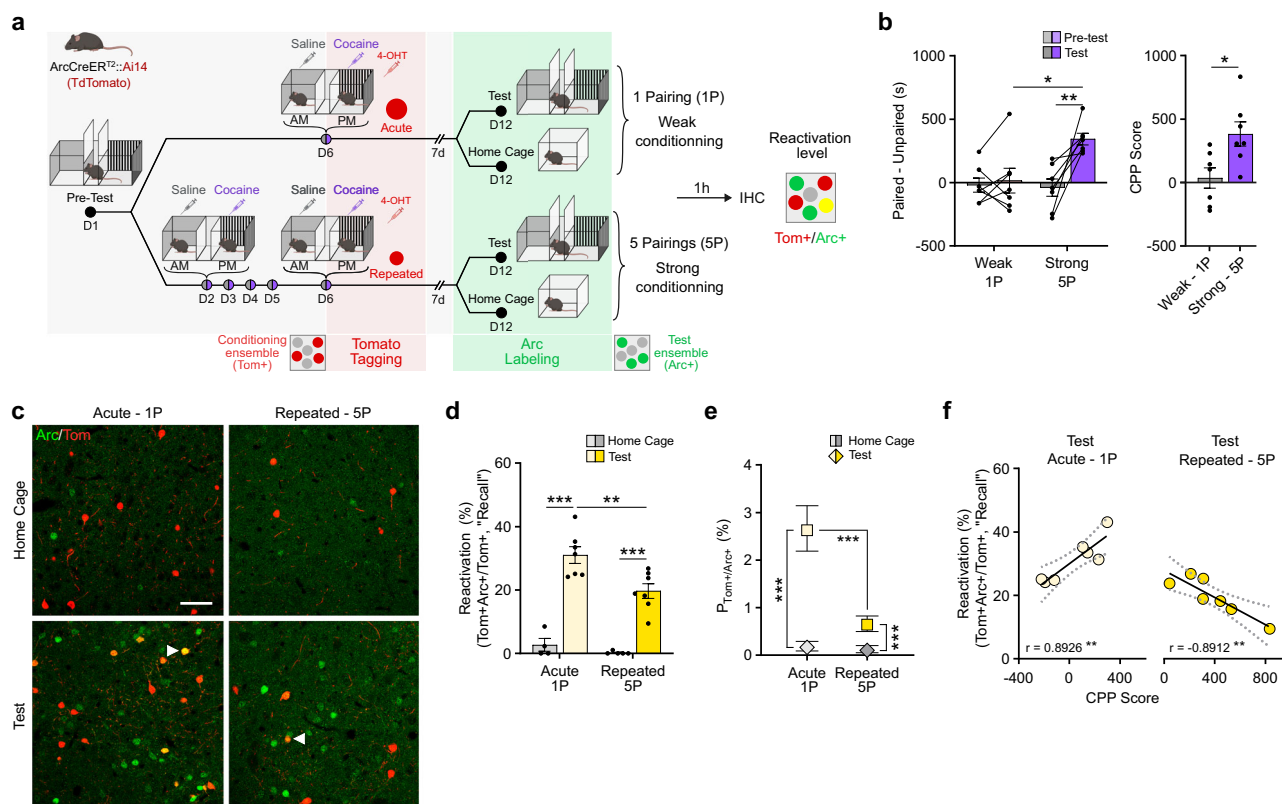 a
ArcCreERT2::Ai14
(TdTomato)
Pre-Test
D1
Saline
Cocaine
4-OHT
AM
PM
D6
Acute
7d
Test
D12
Home Cage
D12
1 Pairing (1P)
Weak
conditionning
Saline
Cocaine
AM
PM
D2
D3
D4
D5
Saline
Cocaine
4-OHT
AM
PM
D6
Repeated
7d
Test
D12
Home Cage
D12
5 Pairings (5P)
Strong
conditionning
1h
IHC
Reactivation
level
Tom+/Arc+
Conditioning
ensemble
(Tom+)
Tomato
Tagging
Arc
Labeling
Test
ensemble
(Arc+)
b
Pre-test
Test
Paired - Unpaired (s)
1000
500
0
-500
*
**
Weak
1P
Strong
5P
CPP Score
1000
500
0
-500
*
Weak - 1P
Strong - 5P
c
Acute - 1P
Repeated - 5P
Arc/Tom
Home Cage
Test
d
Home Cage
Test
Reactivation (%)
(Tom+Arc+/Tom+, "Recall")
60
40
20
0
***
**
***
Acute
1P
Repeated
5P
e
Home Cage
Test
PTom+/Arc+ (%)
4
3
2
1
0
***
***
***
Acute
1P
Repeated
5P
f
Test
Acute - 1P
Test
Repeated - 5P
Reactivation (%)
(Tom+Arc+/Tom+, "Recall")
60
40
20
0
r = 0.8926 **
r = -0.8912 **
-400
0
400
0
400
800
CPP Score